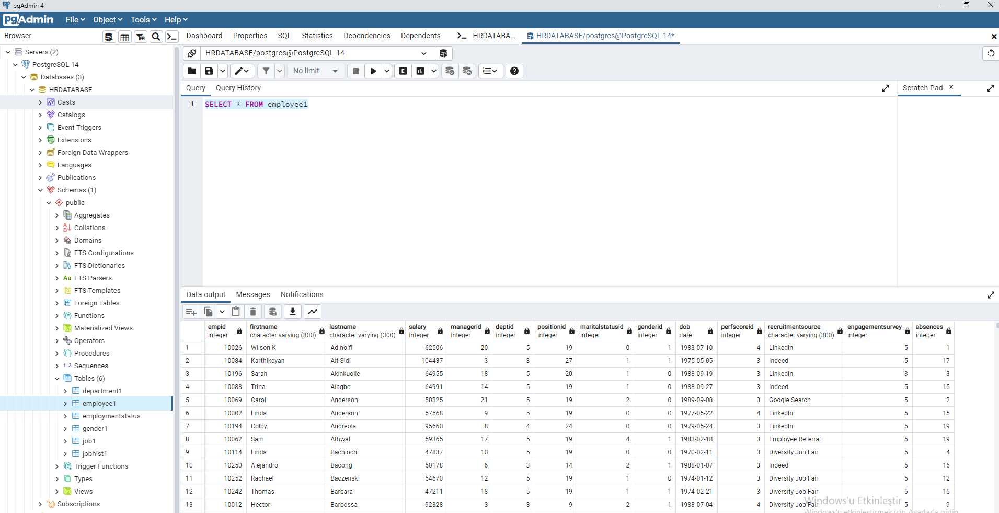 pgAdmin 4
pgAdmin File Object Tools Help
Browser
Dashboard Properties SQL Statistics Dependencies Dependents HRDATABA... HRDATABASE/postgres@PostgreSQL 14*
Servers (2)
PostgreSQL 14
Databases (3)
HRDATABASE
Casts
Catalogs
Event Triggers
Extensions
Foreign Data Wrappers
Languages
Publications
Schemas (1)
public
Aggregates
Collations
Domains
FTS Configurations
FTS Dictionaries
Aa FTS Parsers
FTS Templates
Foreign Tables
Functions
Materialized Views
Operators
Procedures
1..3 Sequences
Tables (6)
department1
employee1
employmentstatus
gender1
job1
jobhist1
Trigger Functions
Types
Views
Subscriptions
HRDATABASE/postgres@PostgreSQL 14
No limit E
Query Query History
Scratch Pad
1 SELECT * FROM employee1
Data output Messages Notifications
empid firstname lastname salary managerid deptid positionid maritalstatusid genderid dob perfscoreid recruitmentsource engagementsurvey absences
integer character varying (300) character varying (300) integer integer integer integer integer integer date integer character varying (300) integer integer
1 10026 Wilson K Adinolfi 62506 20 5 19 0 1 1983-07-10 4 LinkedIn 5 1
2 10084 Karthikeyan Ait Sidi 104437 3 3 27 1 1 1975-05-05 3 Indeed 5 17
3 10196 Sarah Akinkuolie 64955 18 5 20 1 0 1988-09-19 3 LinkedIn 3 3
4 10088 Trina Alagbe 64991 14 5 19 1 0 1988-09-27 3 Indeed 5 15
5 10069 Carol Anderson 50825 21 5 19 2 0 1989-09-08 3 Google Search 5 2
6 10002 Linda Anderson 57568 9 5 19 0 0 1977-05-22 4 LinkedIn 5 15
7 10194 Colby Andreola 95660 8 4 24 0 0 1979-05-24 3 LinkedIn 5 19
8 10062 Sam Athwal 59365 17 5 19 4 1 1983-02-18 3 Employee Referral 5 19
9 10114 Linda Bachiochi 47837 10 5 19 0 0 1970-02-11 3 Diversity Job Fair 5 4
10 10250 Alejandro Bacong 50178 6 3 14 2 1 1988-01-07 3 Indeed 5 16
11 10252 Rachael Baczenski 54670 12 5 19 1 0 1974-01-12 3 Diversity Job Fair 5 12
12 10242 Thomas Barbara 47211 18 5 19 1 1 1974-02-21 3 Diversity Job Fair 5 15
13 10012 Hector Barbossa 92328 3 3 9 2 1 1988-07-04 4 Diversity Job Fair 5 9
Windows'u Etkinleştir
Windows'u etkinleştirmek için Ayarlar'a gidin